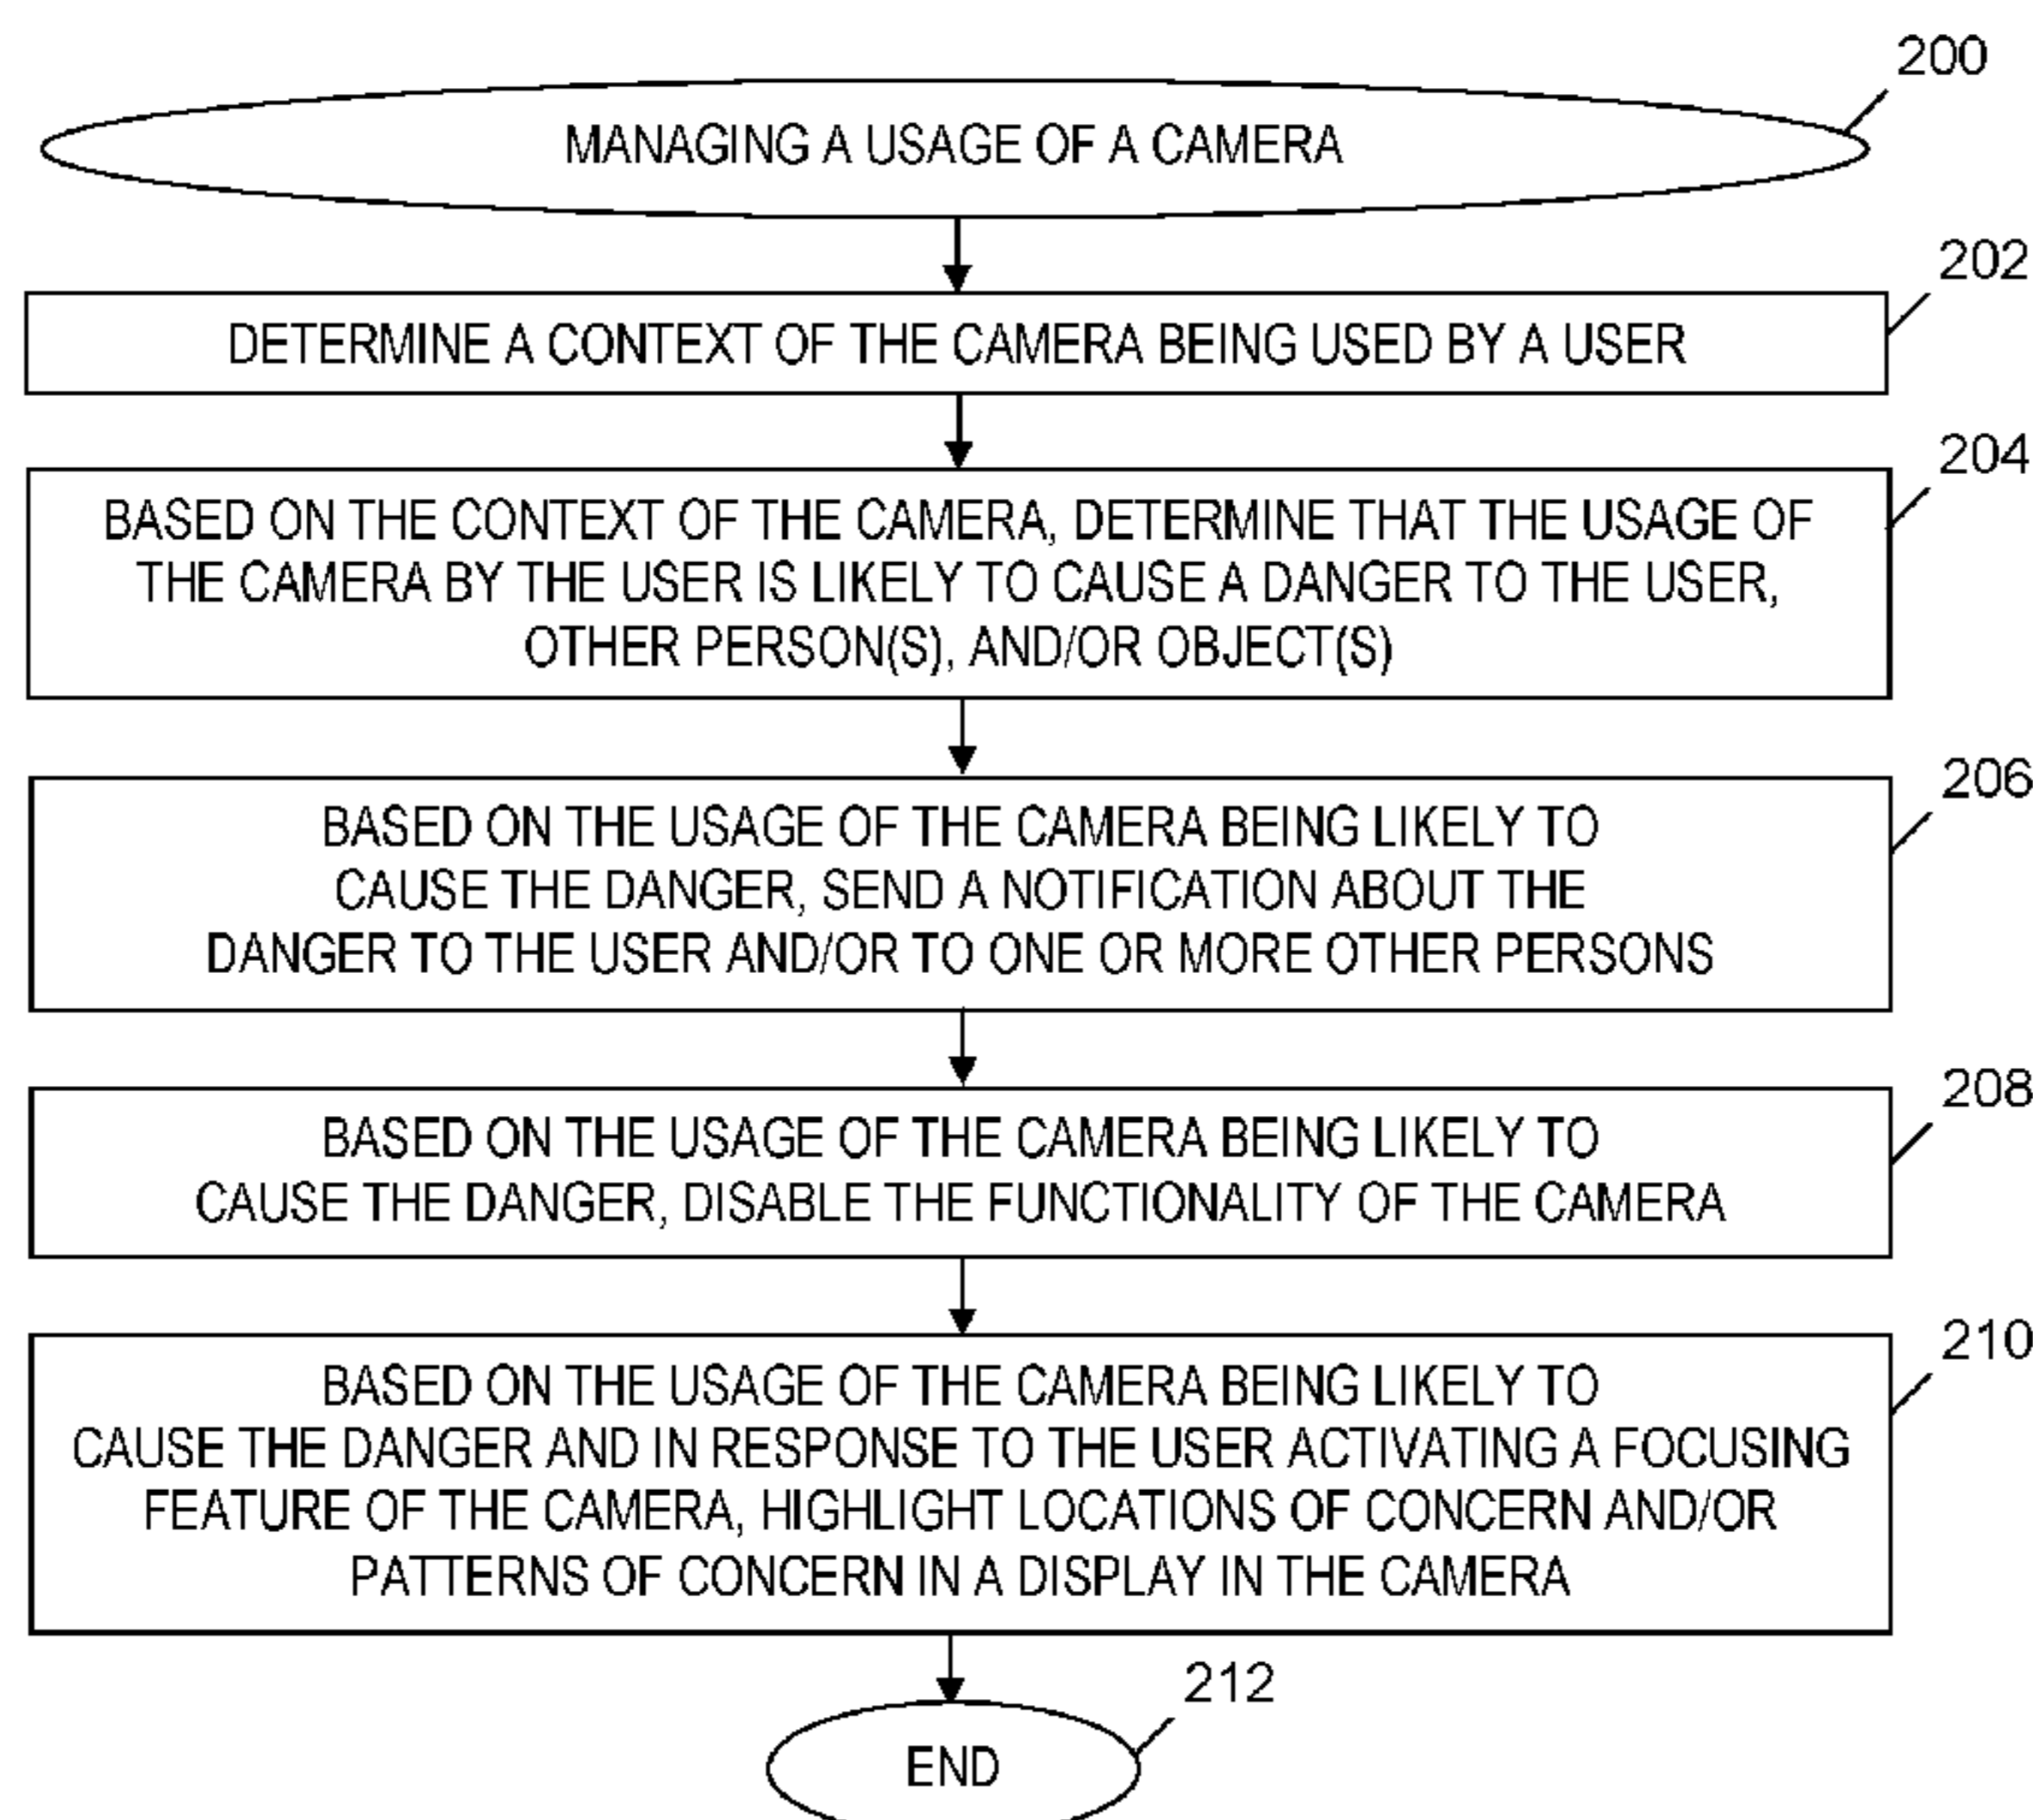 200
MANAGING A USAGE OF A CAMERA
202
DETERMINE A CONTEXT OF THE CAMERA BEING USED BY A USER
204
BASED ON THE CONTEXT OF THE CAMERA, DETERMINE THAT THE USAGE OF
THE CAMERA BY THE USER IS LIKELY TO CAUSE A DANGER TO THE USER,
OTHER PERSON(S), AND/OR OBJECT(S)
206
BASED ON THE USAGE OF THE CAMERA BEING LIKELY TO
CAUSE THE DANGER, SEND A NOTIFICATION ABOUT THE
DANGER TO THE USER AND/OR TO ONE OR MORE OTHER PERSONS
208
BASED ON THE USAGE OF THE CAMERA BEING LIKELY TO
CAUSE THE DANGER, DISABLE THE FUNCTIONALITY OF THE CAMERA
210
BASED ON THE USAGE OF THE CAMERA BEING LIKELY TO
CAUSE THE DANGER AND IN RESPONSE TO THE USER ACTIVATING A FOCUSING
FEATURE OF THE CAMERA, HIGHLIGHT LOCATIONS OF CONCERN AND/OR
PATTERNS OF CONCERN IN A DISPLAY IN THE CAMERA
212
END